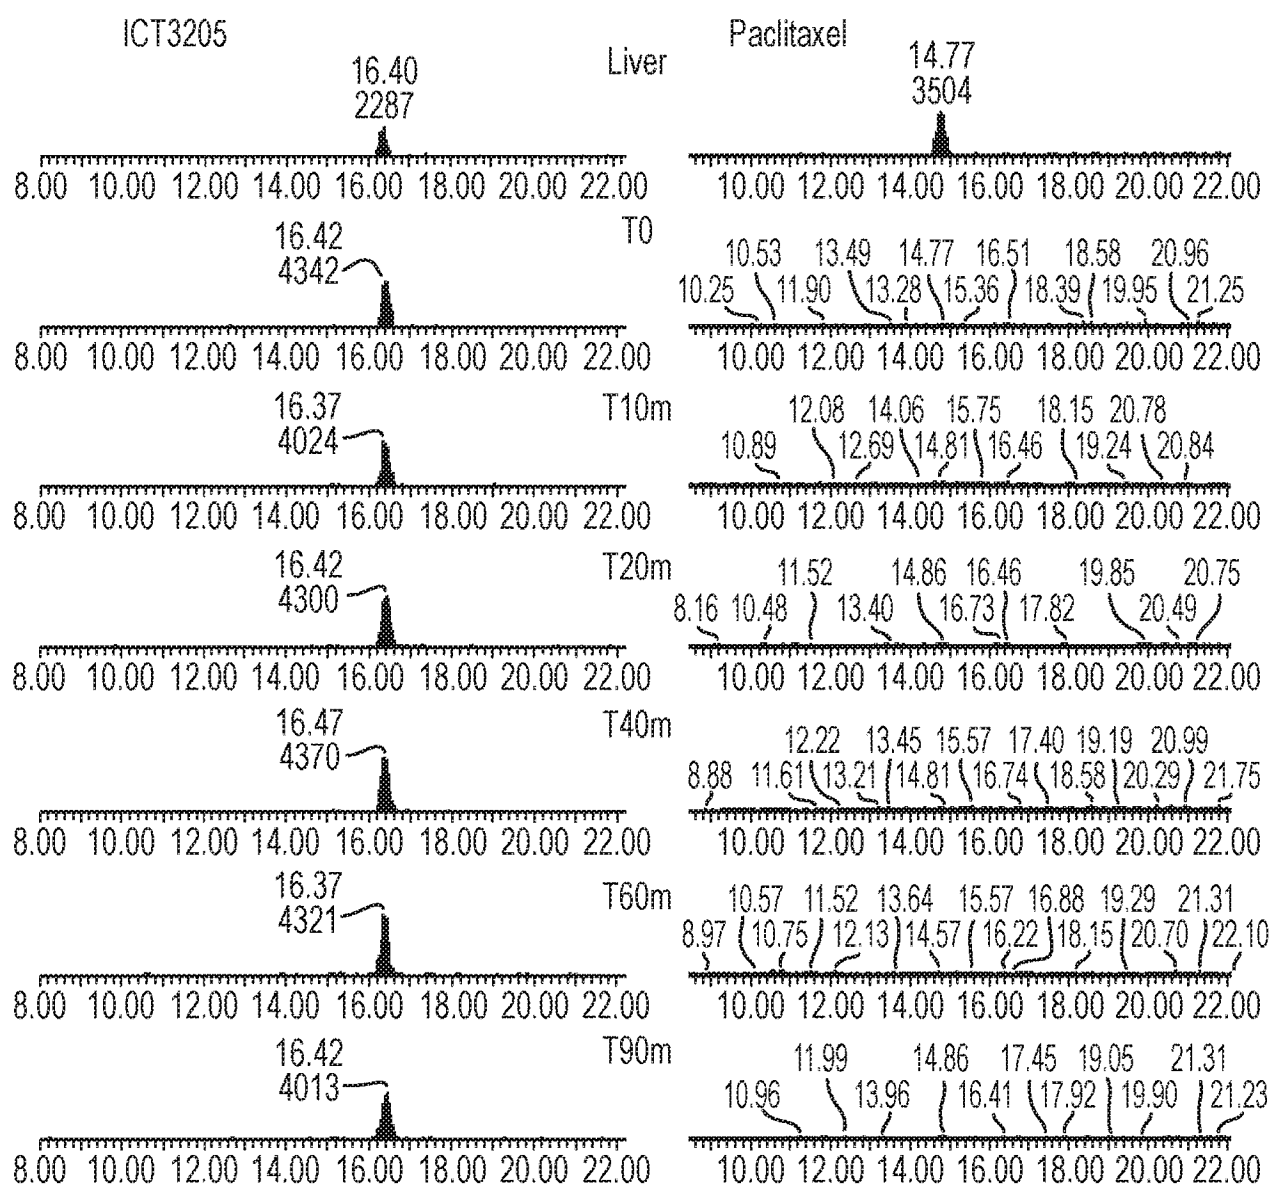 ICT3205 Paclitaxel
Liver
16.40 14.77
2287 3504
8.00 10.00 12.00 14.00 16.00 18.00 20.00 22.00 10.00 12.00 14.00 16.00 18.00 20.00 22.00
T0
16.42 10.53 13.49 14.77 16.51 18.58 20.96
4342 10.25 11.90 13.28 15.36 18.39 19.95 21.25
8.00 10.00 12.00 14.00 16.00 18.00 20.00 22.00 10.00 12.00 14.00 16.00 18.00 20.00 22.00
T10m
16.37 12.08 14.06 15.75 18.15 20.78
4024 10.89 12.69 14.81 16.46 19.24 20.84
8.00 10.00 12.00 14.00 16.00 18.00 20.00 22.00 10.00 12.00 14.00 16.00 18.00 20.00 22.00
T20m
16.42 11.52 14.86 16.46 19.85 20.75
4300 8.16 10.48 13.40 16.73 17.82 20.49
8.00 10.00 12.00 14.00 16.00 18.00 20.00 22.00 10.00 12.00 14.00 16.00 18.00 20.00 22.00
T40m
16.47 12.22 13.45 15.57 17.40 19.19 20.99
4370 8.88 11.61 13.21 14.81 16.74 18.58 20.29 21.75
8.00 10.00 12.00 14.00 16.00 18.00 20.00 22.00 10.00 12.00 14.00 16.00 18.00 20.00 22.00
T60m
16.37 10.57 11.52 13.64 15.57 16.88 19.29 21.31
4321 8.97 10.75 12.13 14.57 16.22 18.15 20.70 22.10
8.00 10.00 12.00 14.00 16.00 18.00 20.00 22.00 10.00 12.00 14.00 16.00 18.00 20.00 22.00
T90m
16.42 11.99 14.86 17.45 19.05 21.31
4013 10.96 13.96 16.41 17.92 19.90 21.23
8.00 10.00 12.00 14.00 16.00 18.00 20.00 22.00 10.00 12.00 14.00 16.00 18.00 20.00 22.00